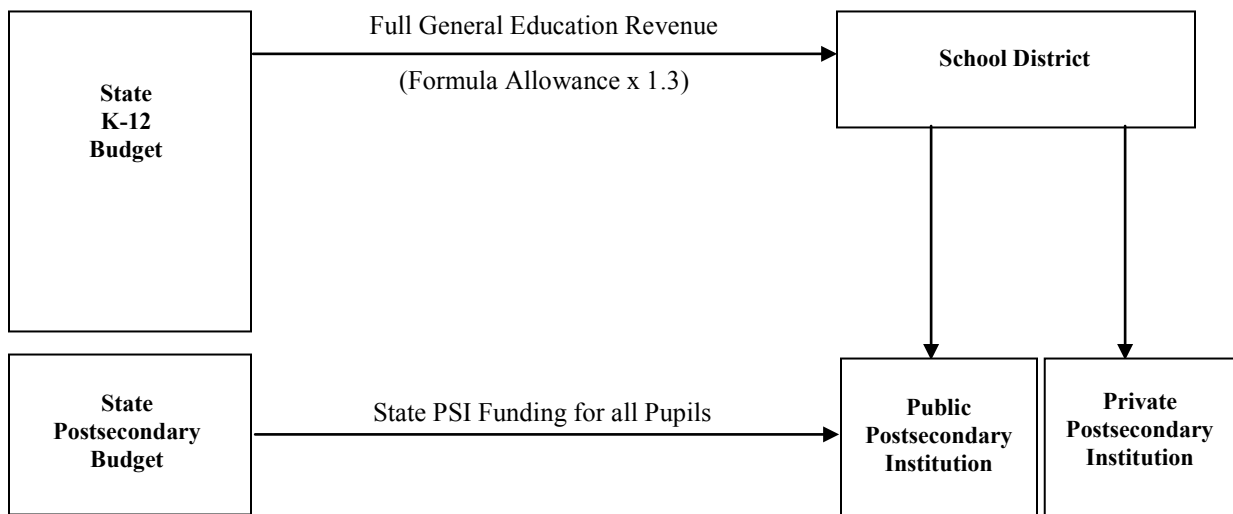 State
K-12
Budget
Full General Education Revenue
(Formula Allowance x 1.3)
School District
State
Postsecondary
Budget
State PSI Funding for all Pupils
Public
Postsecondary
Institution
Private
Postsecondary
Institution